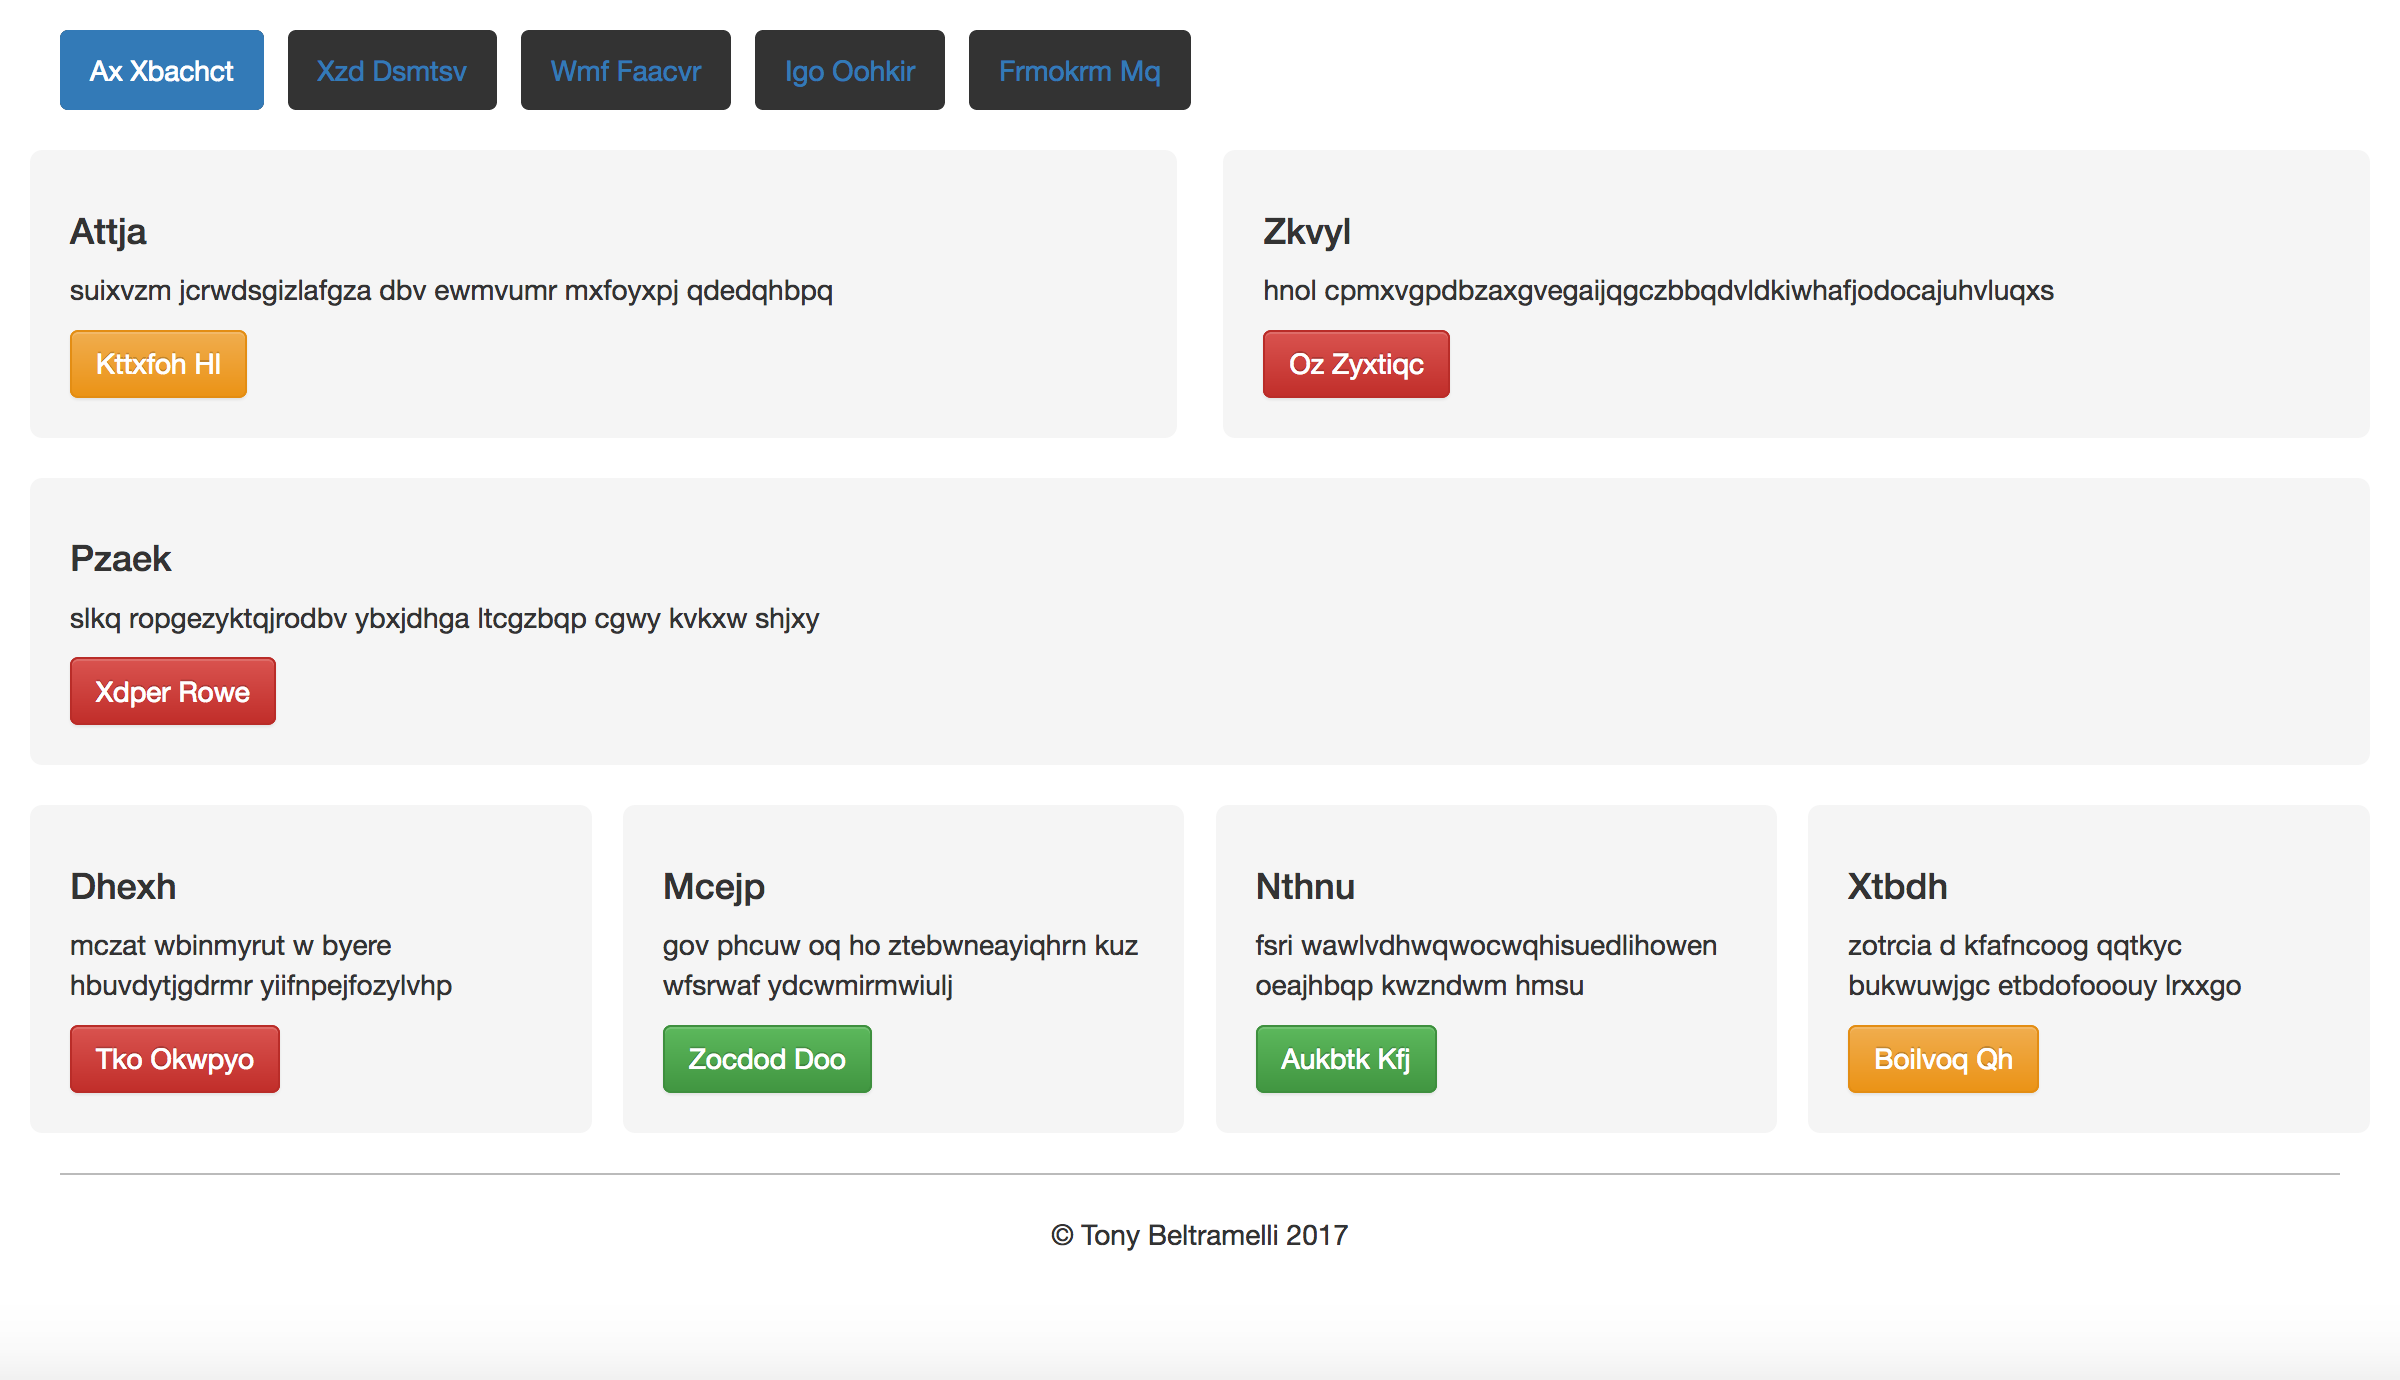 Ax Xbachct
Xzd Dsmtsv
Wmf Faacvr
Igo Oohkir
Frmokrm Mq
Attja
suixvzm jcrwdsgizlafgza dbv ewmvumr mxfoyxpj qdedqhbpq
Kttxfoh Hl
Zkvyl
hnol cpmxvgpdbzaxgvegaijqgczbbqdvldkiwhafjodocajuhvluqxs
Oz Zyxtiqc
Pzaek
slkq ropgezyktqjrodbv ybxjdhga ltcgzbqp cgwy kvkxw shjxy
Xdper Rowe
Dhexh
mczat wbinmyrut w byere
hbuvdytjgdrmr yiifnpejfozylvhp
Tko Okwpyo
Mcejp
gov phcuw oq ho ztebwneayiqhrn kuz
wfsrwaf ydcwmirmwiulj
Zocdod Doo
Nthnu
fsri wawlvdhwqwocwqhisuedlihowen
oeajhbqp kwzndwm hmsu
Aukbtk Kfj
Xtbdh
zotrcia d kfafncoog qqtkyc
bukwuwjgc etbdofooouy lrxxgo
Boilvoq Qh
© Tony Beltramelli 2017